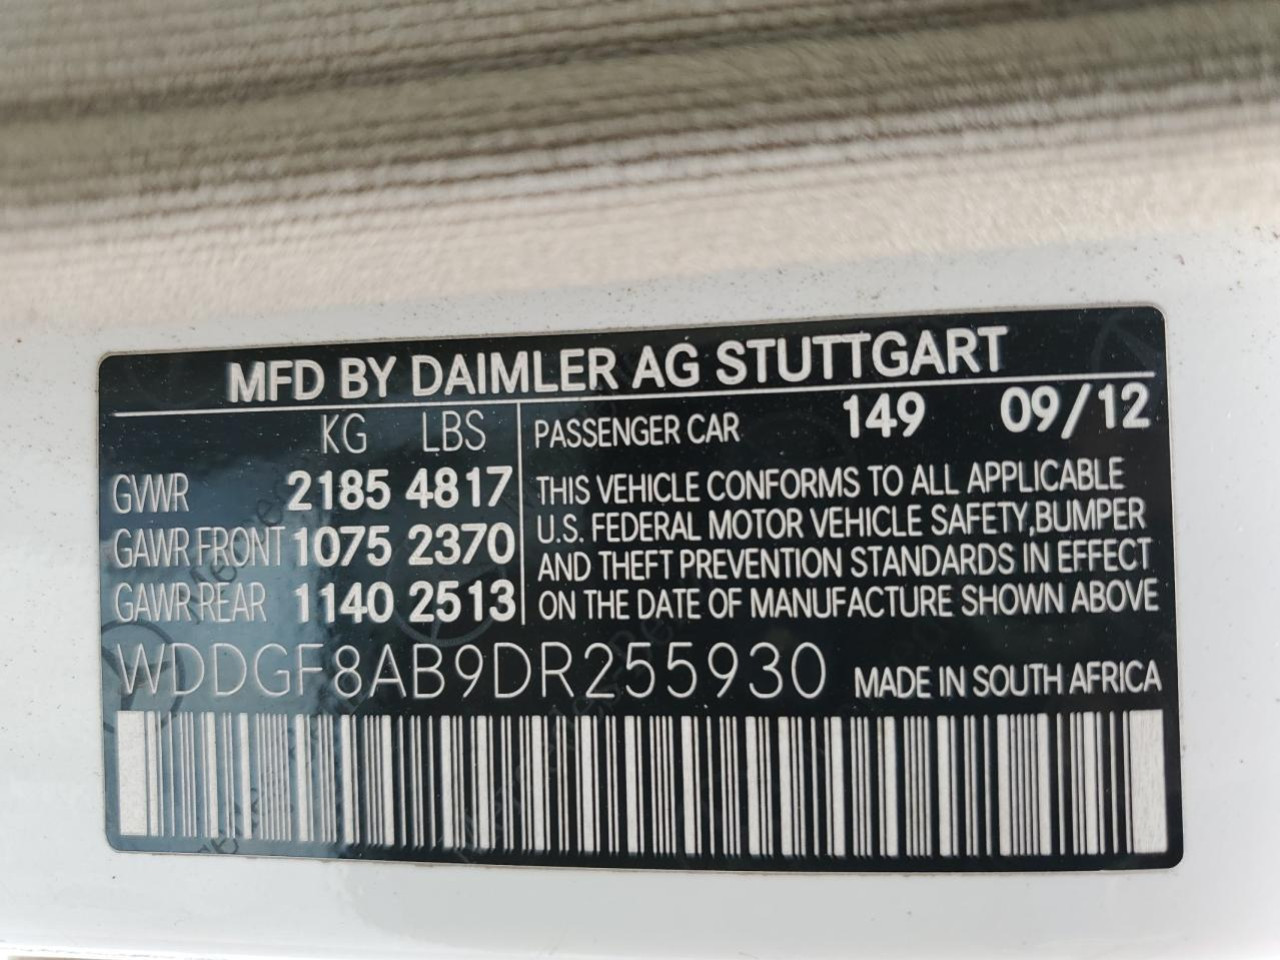 MFD BY DAIMLER AG STUTTGART
KG LBS
GVWR 2185 4817
GAWR FRONT 1075 2370
GAWR REAR 1140 2513
PASSENGER CAR 149 09/12
THIS VEHICLE CONFORMS TO ALL APPLICABLE
U.S. FEDERAL MOTOR VEHICLE SAFETY,BUMPER
AND THEFT PREVENTION STANDARDS IN EFFECT
ON THE DATE OF MANUFACTURE SHOWN ABOVE
WDDGF8AB9DR255930 MADE IN SOUTH AFRICA